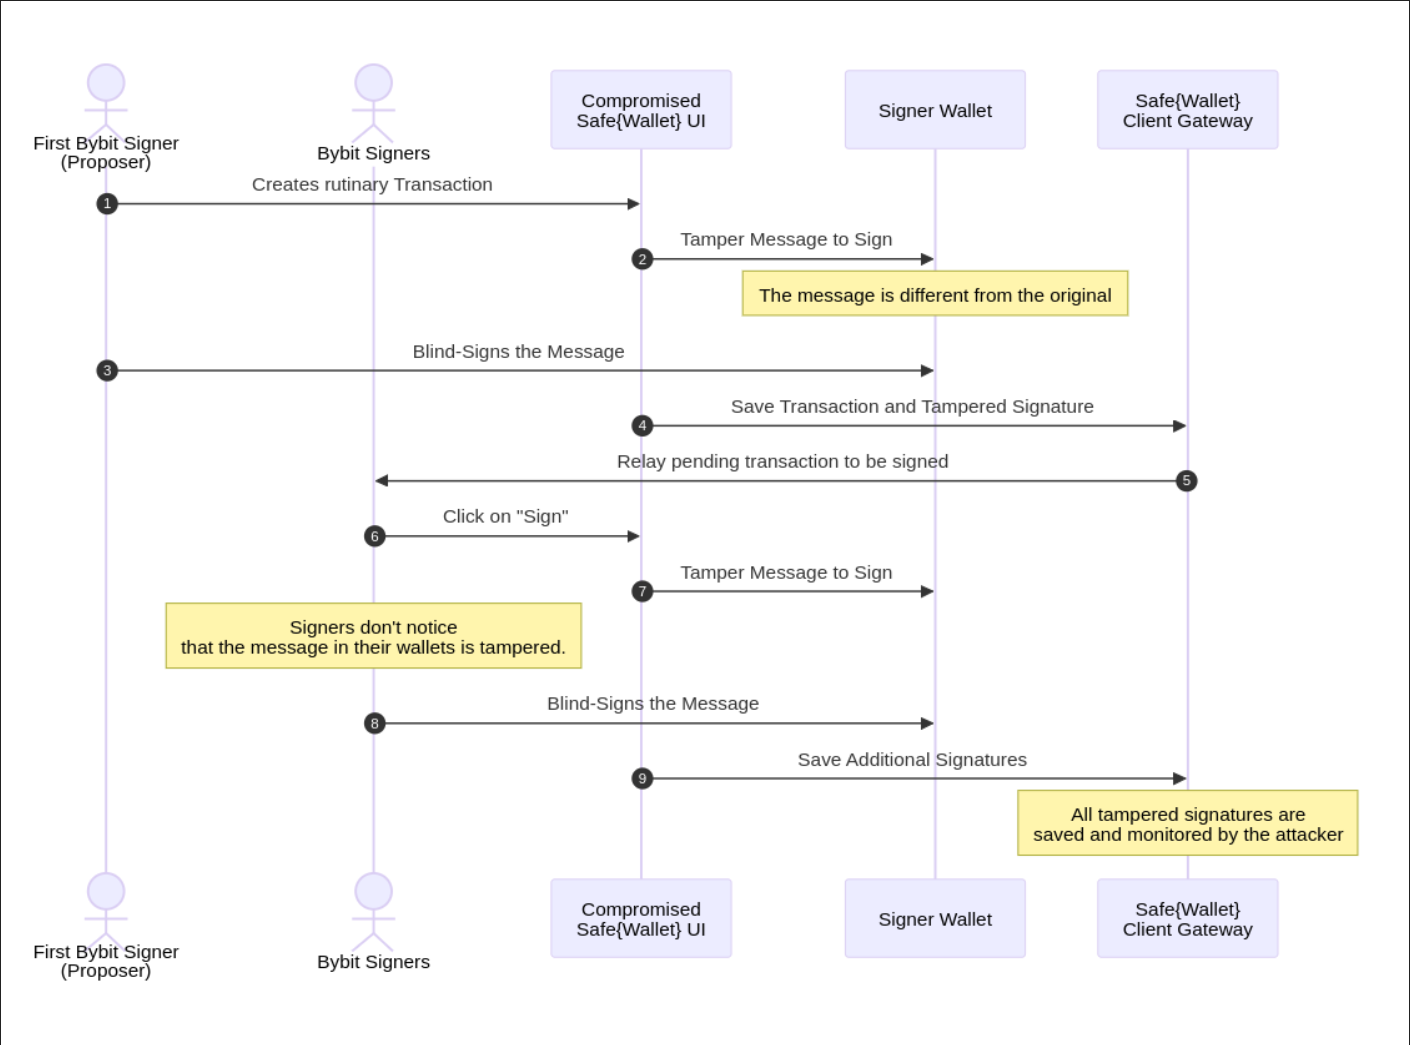 First Bybit Signer
(Proposer)
Bybit Signers
Compromised
Safe{Wallet} UI
Signer Wallet
Safe{Wallet}
Client Gateway
Creates rutinary Transaction
1
Tamper Message to Sign
2
The message is different from the original
Blind-Signs the Message
3
Save Transaction and Tampered Signature
4
Relay pending transaction to be signed
5
Click on "Sign"
6
Tamper Message to Sign
7
Signers don't notice
that the message in their wallets is tampered.
Blind-Signs the Message
8
Save Additional Signatures
9
All tampered signatures are
saved and monitored by the attacker
First Bybit Signer
(Proposer)
Bybit Signers
Compromised
Safe{Wallet} UI
Signer Wallet
Safe{Wallet}
Client Gateway